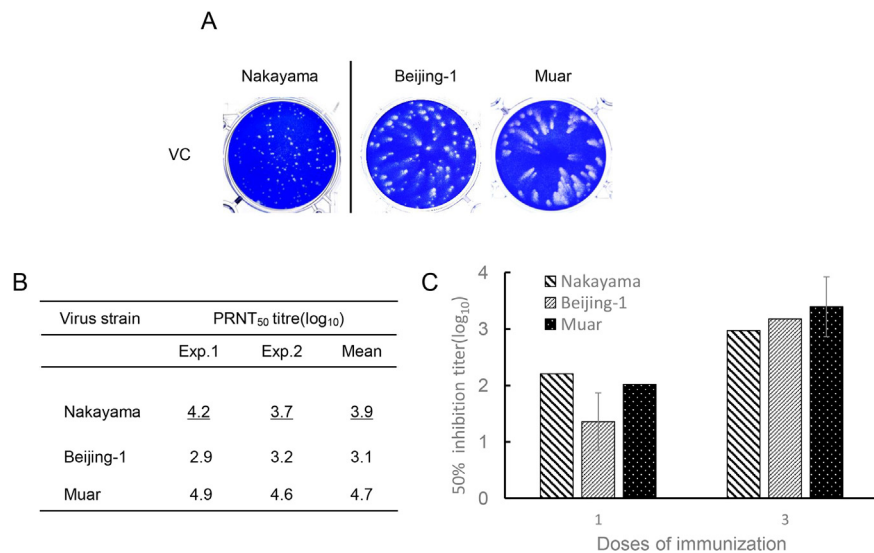 A
Nakayama Beijing-1 Muar
VC
B
Virus strain PRNT50 titre(log10)
Exp.1 Exp.2 Mean
Nakayama 4.2 3.7 3.9
Beijing-1 2.9 3.2 3.1
Muar 4.9 4.6 4.7
C
50% inhibition titer(log10)
4
3
2
1
0
Nakayama
Beijing-1
Muar
1 3
Doses of immunization